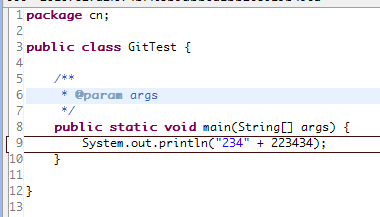 1 package cn;
2
3 public class GitTest {
4
5     /**
6      * @param args
7      */
8     public static void main(String[] args) {
9         System.out.println("234" + 223434);
10     }
11
12 }
13